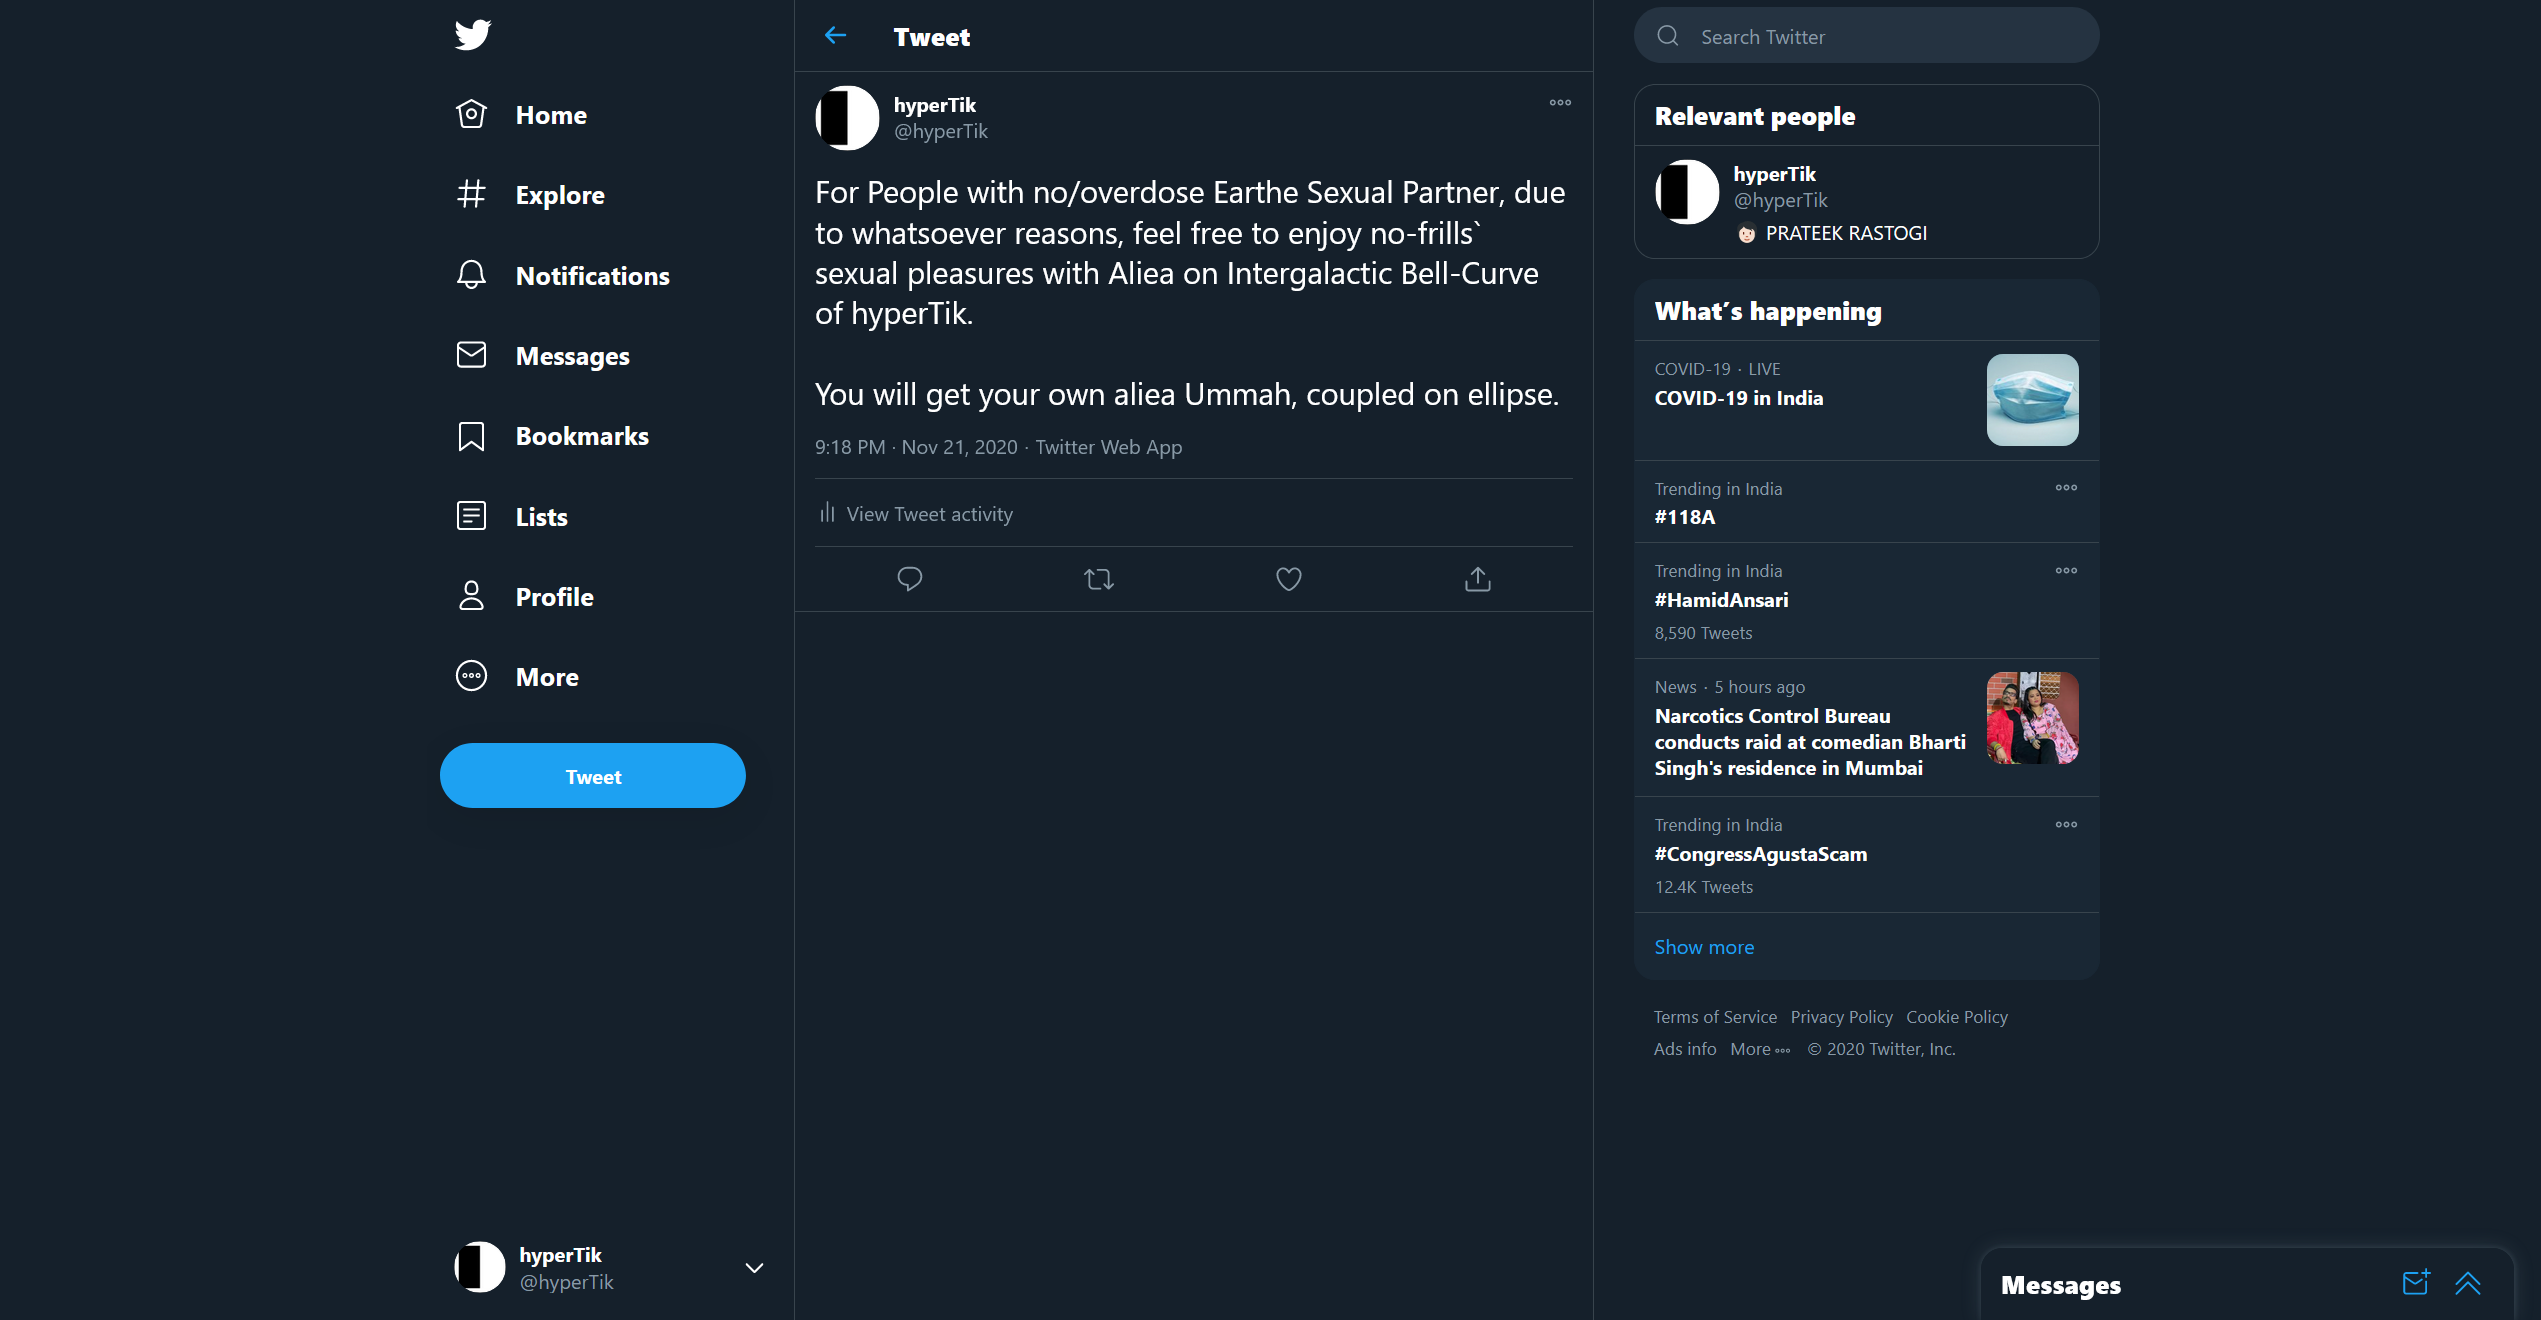 Home
Explore
Notifications
Messages
Bookmarks
Lists
Profile
More
Tweet
hyperTik
@hyperTik
Tweet
hyperTik
@hyperTik
For People with no/overdose Earthe Sexual Partner, due
to whatsoever reasons, feel free to enjoy no-frills`
sexual pleasures with Aliea on Intergalactic Bell-Curve
of hyperTik.
You will get your own aliea Ummah, coupled on ellipse.
9:18 PM · Nov 21, 2020 · Twitter Web App
View Tweet activity
Search Twitter
Relevant people
hyperTik
@hyperTik
PRATEEK RASTOGI
What's happening
COVID-19 · LIVE
COVID-19 in India
Trending in India
#118A
Trending in India
#HamidAnsari
8,590 Tweets
News · 5 hours ago
Narcotics Control Bureau
conducts raid at comedian Bharti
Singh's residence in Mumbai
Trending in India
#CongressAgustaScam
12.4K Tweets
Show more
Terms of Service Privacy Policy Cookie Policy
Ads info More © 2020 Twitter, Inc.
Messages